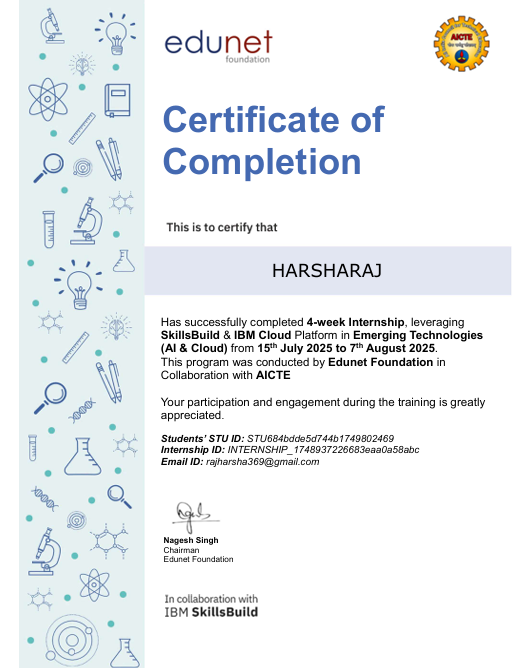 edunet
foundation
AICTE
Certificate of
Completion
This is to certify that
HARSHARAJ
Has successfully completed 4-week Internship, leveraging
SkillsBuild & IBM Cloud Platform in Emerging Technologies
(AI & Cloud) from 15th July 2025 to 7th August 2025.
This program was conducted by Edunet Foundation in
Collaboration with AICTE
Your participation and engagement during the training is greatly
appreciated.
Students' STU ID: STU684bdde5d744b1749802469
Internship ID: INTERNSHIP_1748937226683eaa0a58abc
Email ID: rajharsha369@gmail.com
Nagesh Singh
Chairman
Edunet Foundation
In collaboration with
IBM SkillsBuild